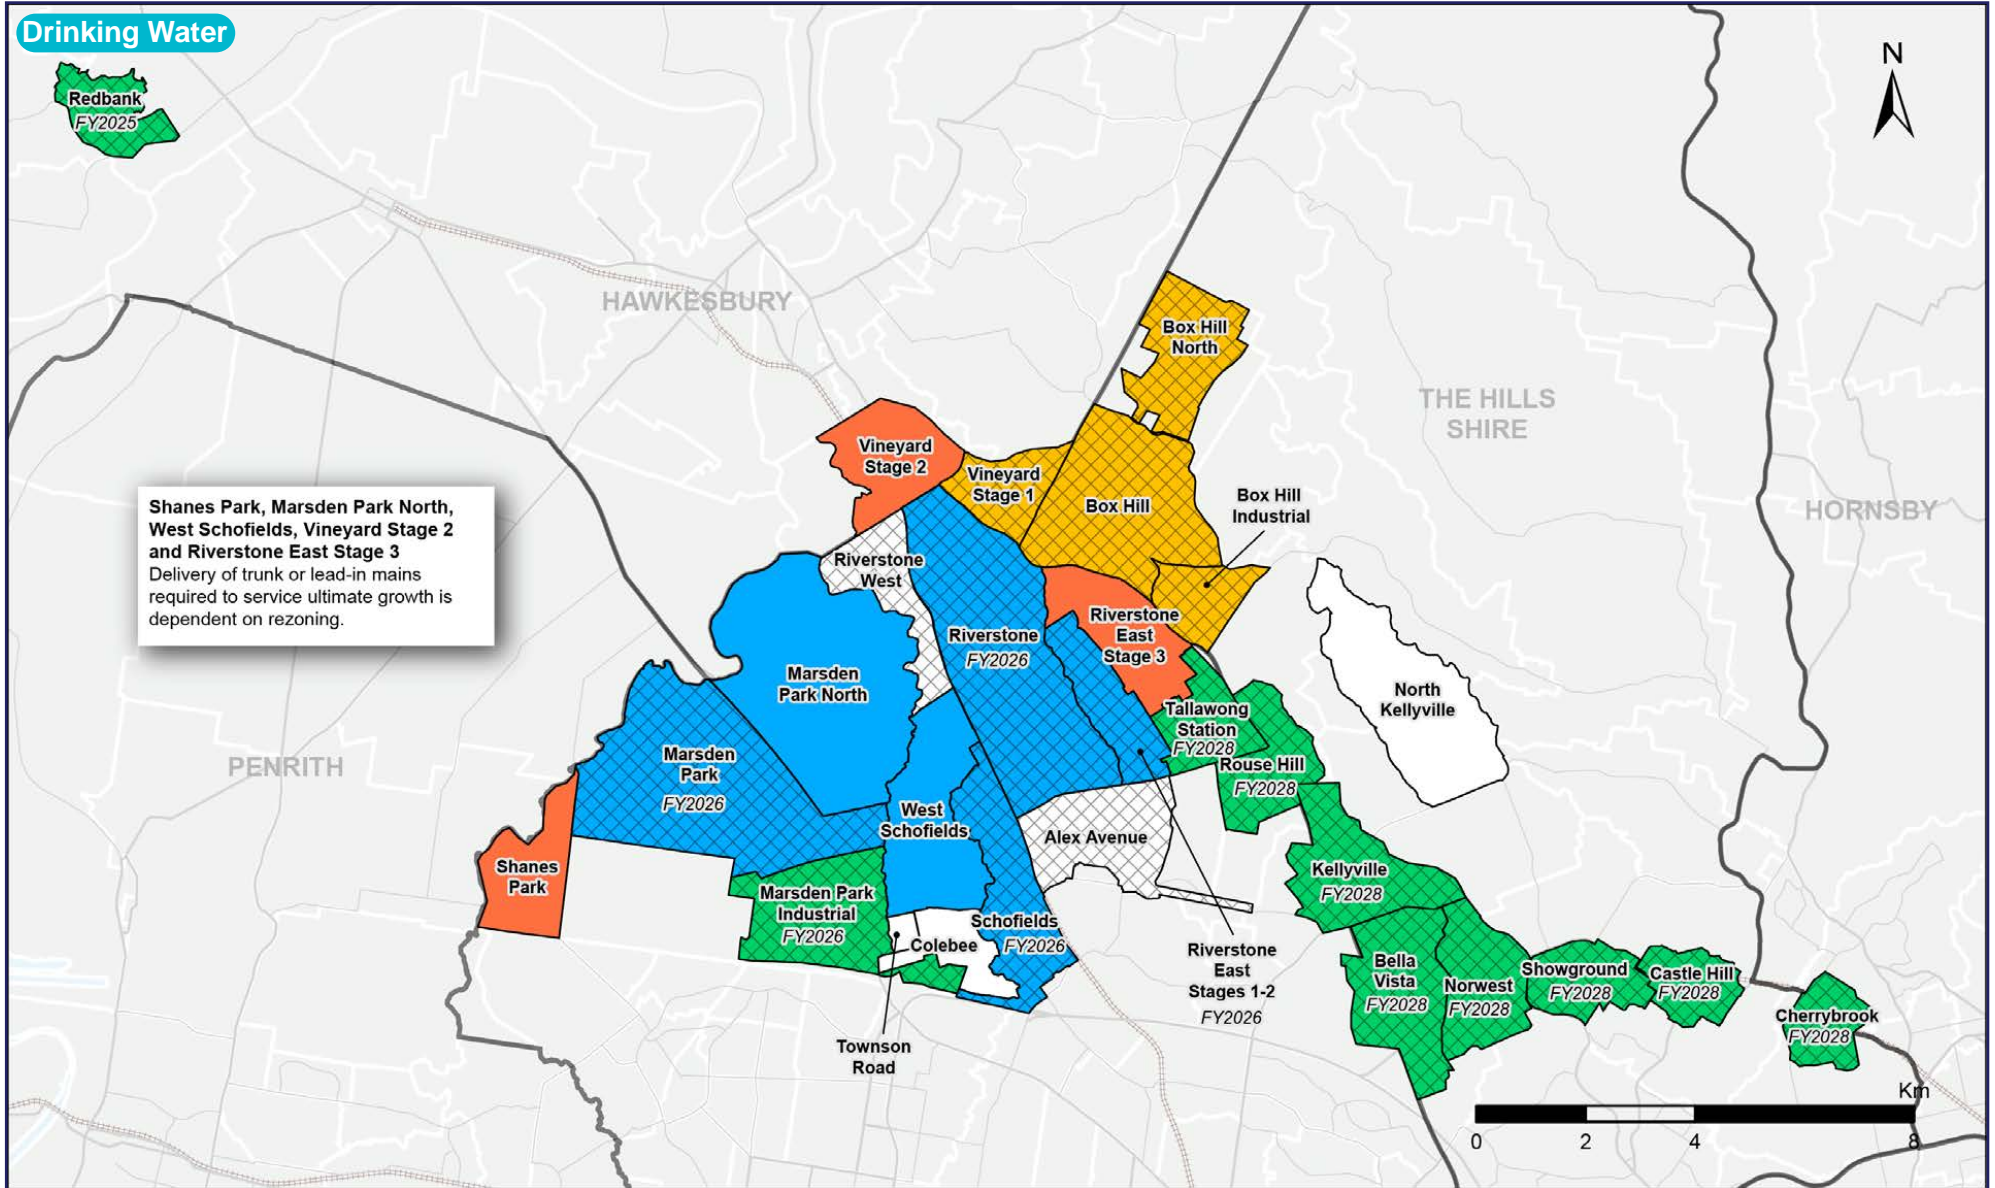 Drinking Water
N
Redbank
FY2025
HAWKESBURY
Box Hill
North
THE HILLS
SHIRE
Vineyard
Stage 2
Vineyard
Stage 1
Box Hill
Box Hill
Industrial
HORNSBY
Shanes Park, Marsden Park North,
West Schofields, Vineyard Stage 2
and Riverstone East Stage 3
Delivery of trunk or lead-in mains
required to service ultimate growth is
dependent on rezoning.
Riverstone
West
Riverstone
FY2026
Riverstone
East
Stage 3
Marsden
Park North
North
Kellyville
Tallawong
Station
FY2028
PENRITH
Marsden
Park
FY2026
Rouse Hill
FY2028
West
Schofields
Alex Avenue
Shanes
Park
Kellyville
FY2028
Marsden Park
Industrial
FY2026
Schofields
FY2026
Colebee
Riverstone
East
Stages 1-2
FY2026
Bella
Vista
FY2028
Norwest
FY2028
Showground
FY2028
Castle Hill
FY2028
Cherrybrook
FY2028
Townson
Road
Km
0 2 4 8